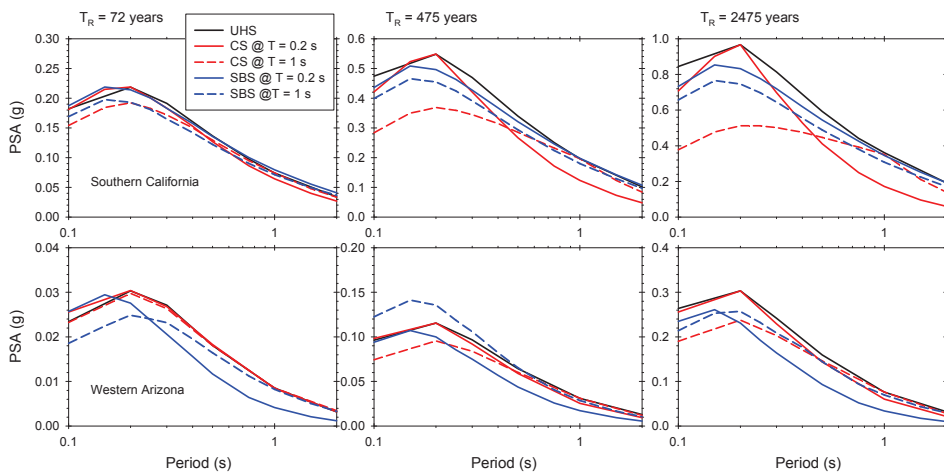 T_R = 72 years
T_R = 475 years
T_R = 2475 years
UHS
CS @ T = 0.2 s
CS @ T = 1 s
SBS @ T = 0.2 s
SBS @T = 1 s
PSA (g)
0.30
0.25
0.20
0.15
0.10
0.05
0.00
Southern California
0.1
1
0.6
0.4
0.2
0.0
0.1
1
1.0
0.8
0.6
0.4
0.2
0.0
0.1
1
PSA (g)
0.04
0.03
0.02
0.01
0.00
Western Arizona
0.1
1
Period (s)
0.20
0.15
0.10
0.05
0.00
0.1
1
Period (s)
0.4
0.3
0.2
0.1
0.0
0.1
1
Period (s)